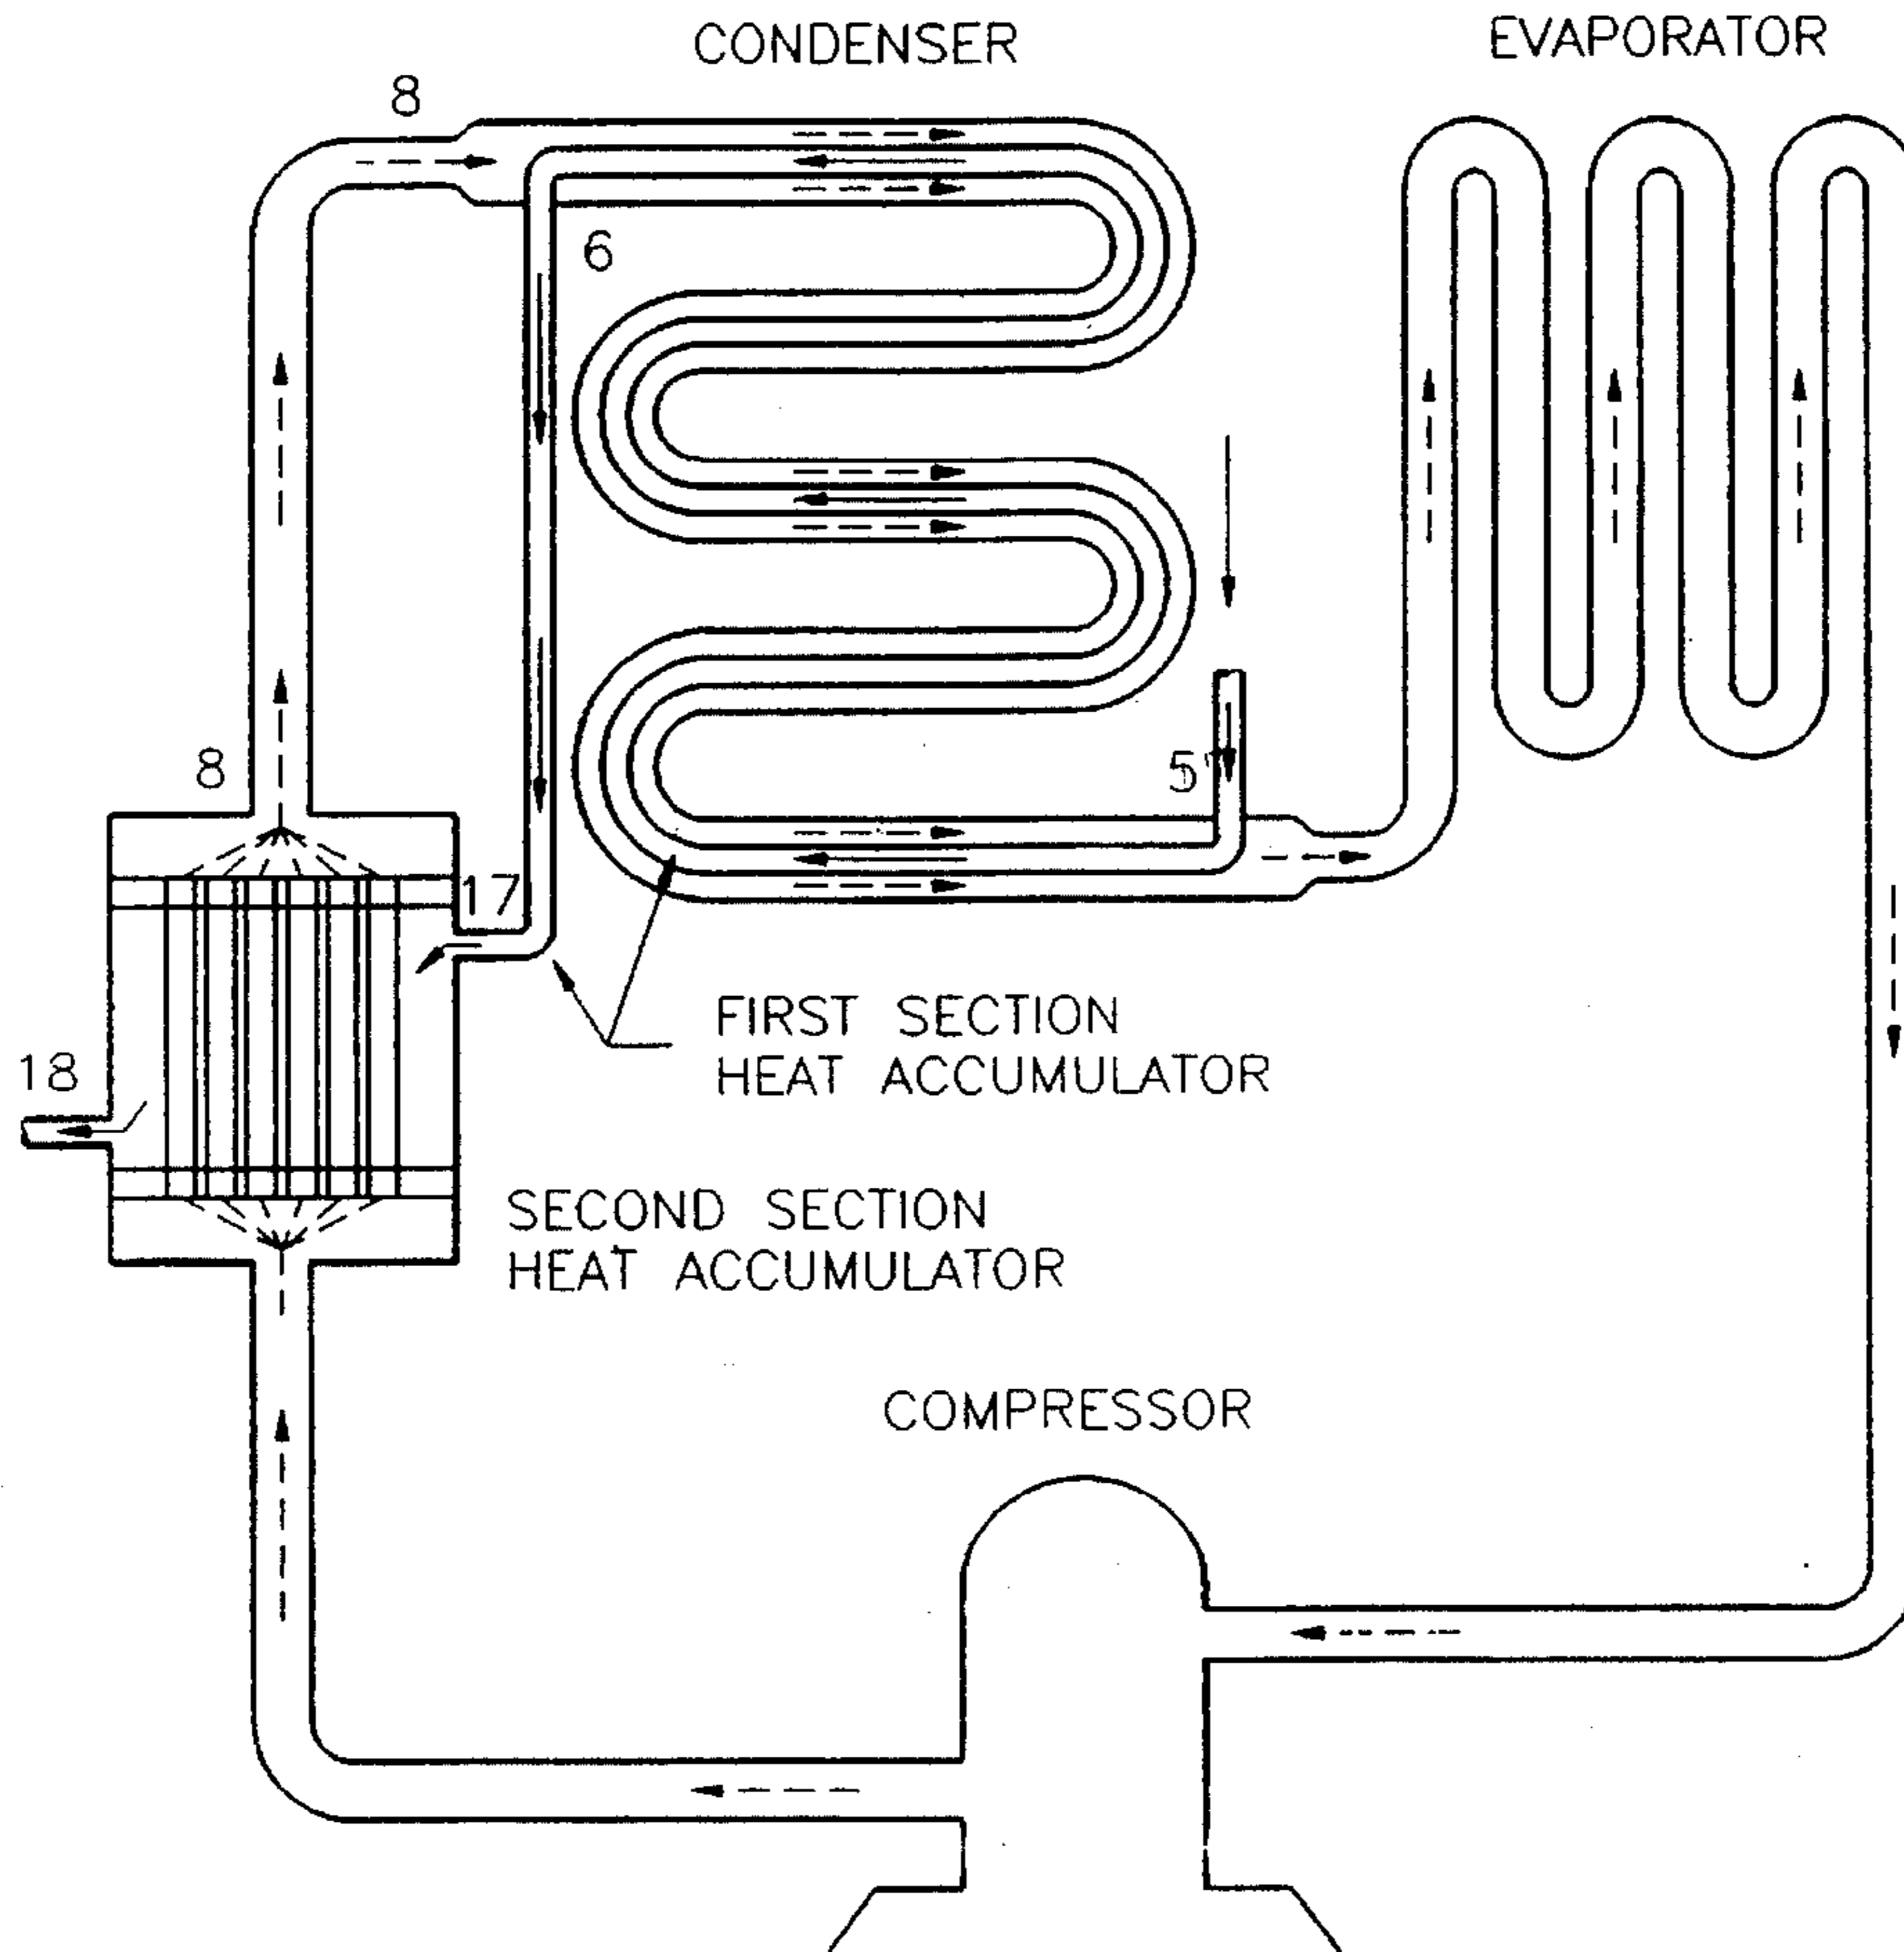 CONDENSER
EVAPORATOR
8
6
8
5'
17
FIRST SECTION
HEAT ACCUMULATOR
18
SECOND SECTION
HEAT ACCUMULATOR
COMPRESSOR